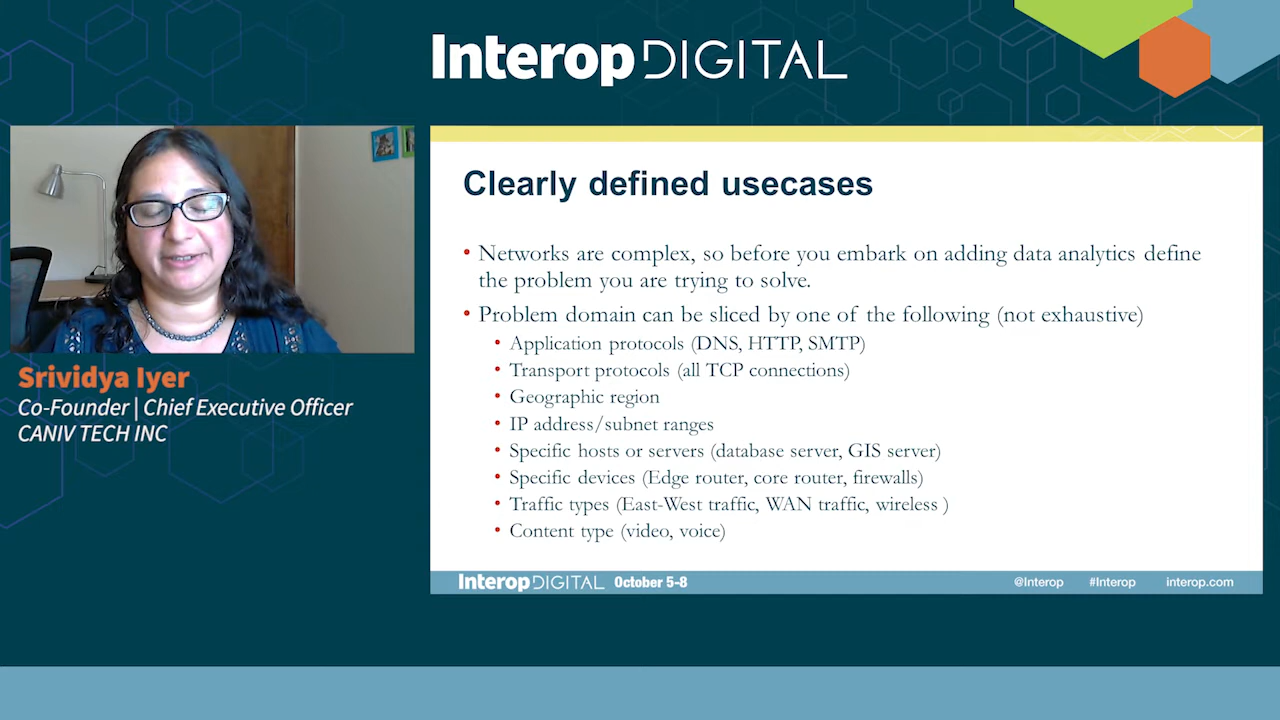 Interop DIGITAL
Srividya Iyer
Co-Founder | Chief Executive Officer
CANIV TECH INC
Clearly defined usecases
• Networks are complex, so before you embark on adding data analytics define
the problem you are trying to solve.
• Problem domain can be sliced by one of the following (not exhaustive)
• Application protocols (DNS, HTTP, SMTP)
• Transport protocols (all TCP connections)
• Geographic region
• IP address/subnet ranges
• Specific hosts or servers (database server, GIS server)
• Specific devices (Edge router, core router, firewalls)
• Traffic types (East-West traffic, WAN traffic, wireless )
• Content type (video, voice)
Interop DIGITAL October 5-8 @Interop #Interop interop.com